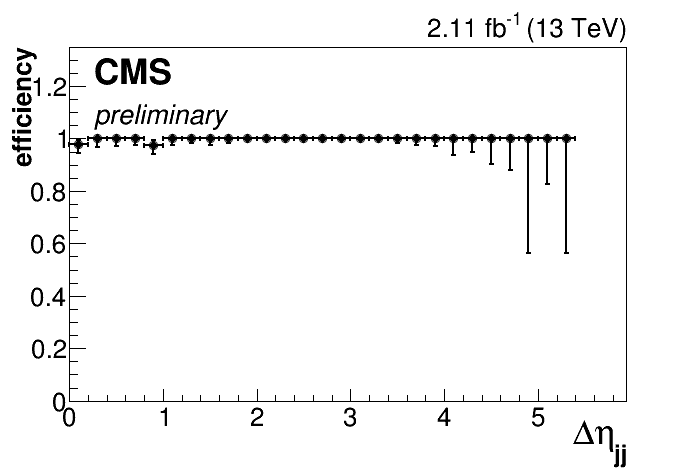 2.11 fb⁻¹ (13 TeV)
CMS
preliminary
efficiency
1.2
1
0.8
0.6
0.4
0.2
0
0 1 2 3 4 5
Δη_jj